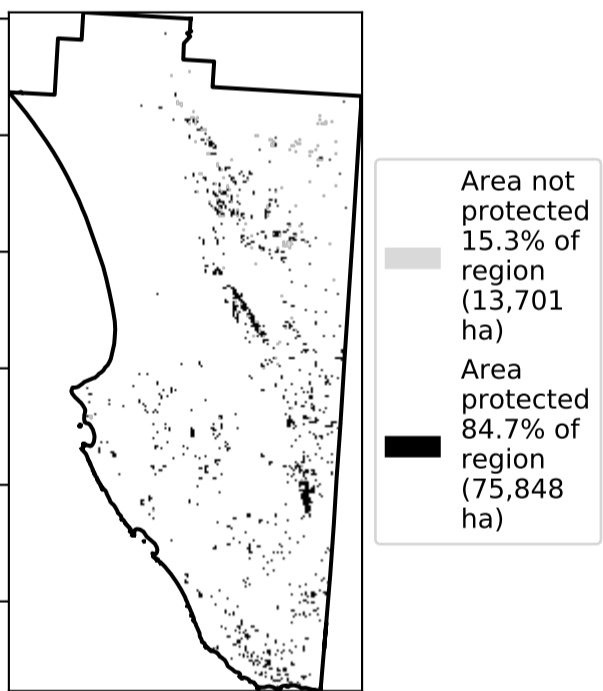 Area not
protected
15.3% of
region
(13,701
ha)
Area
protected
84.7% of
region
(75,848
ha)